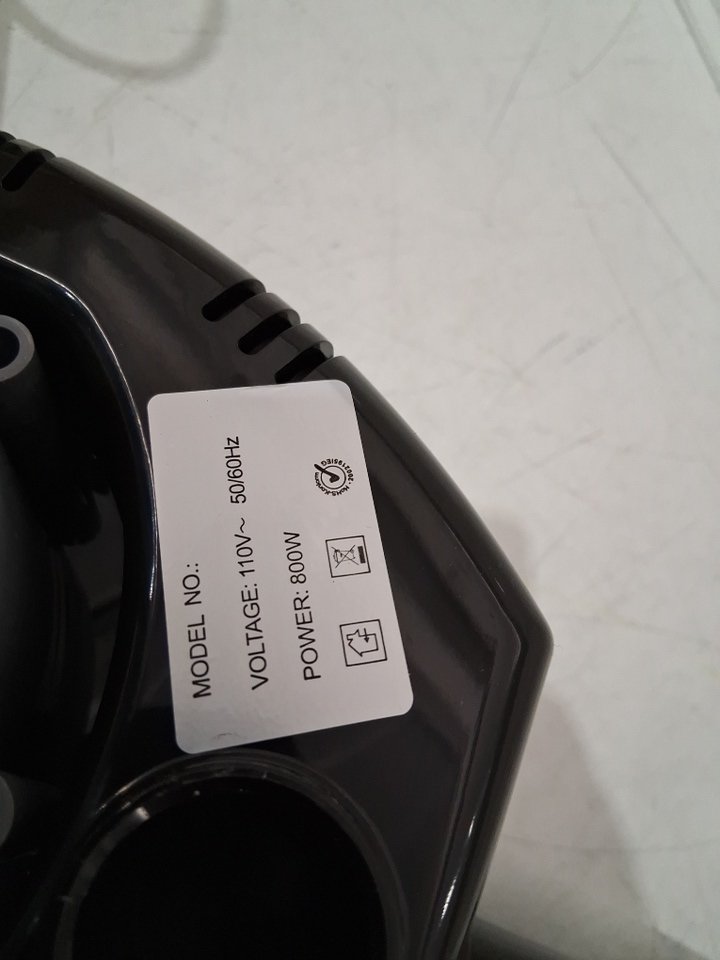 MODEL NO.:
VOLTAGE: 110V~ 50/60Hz
POWER: 800W